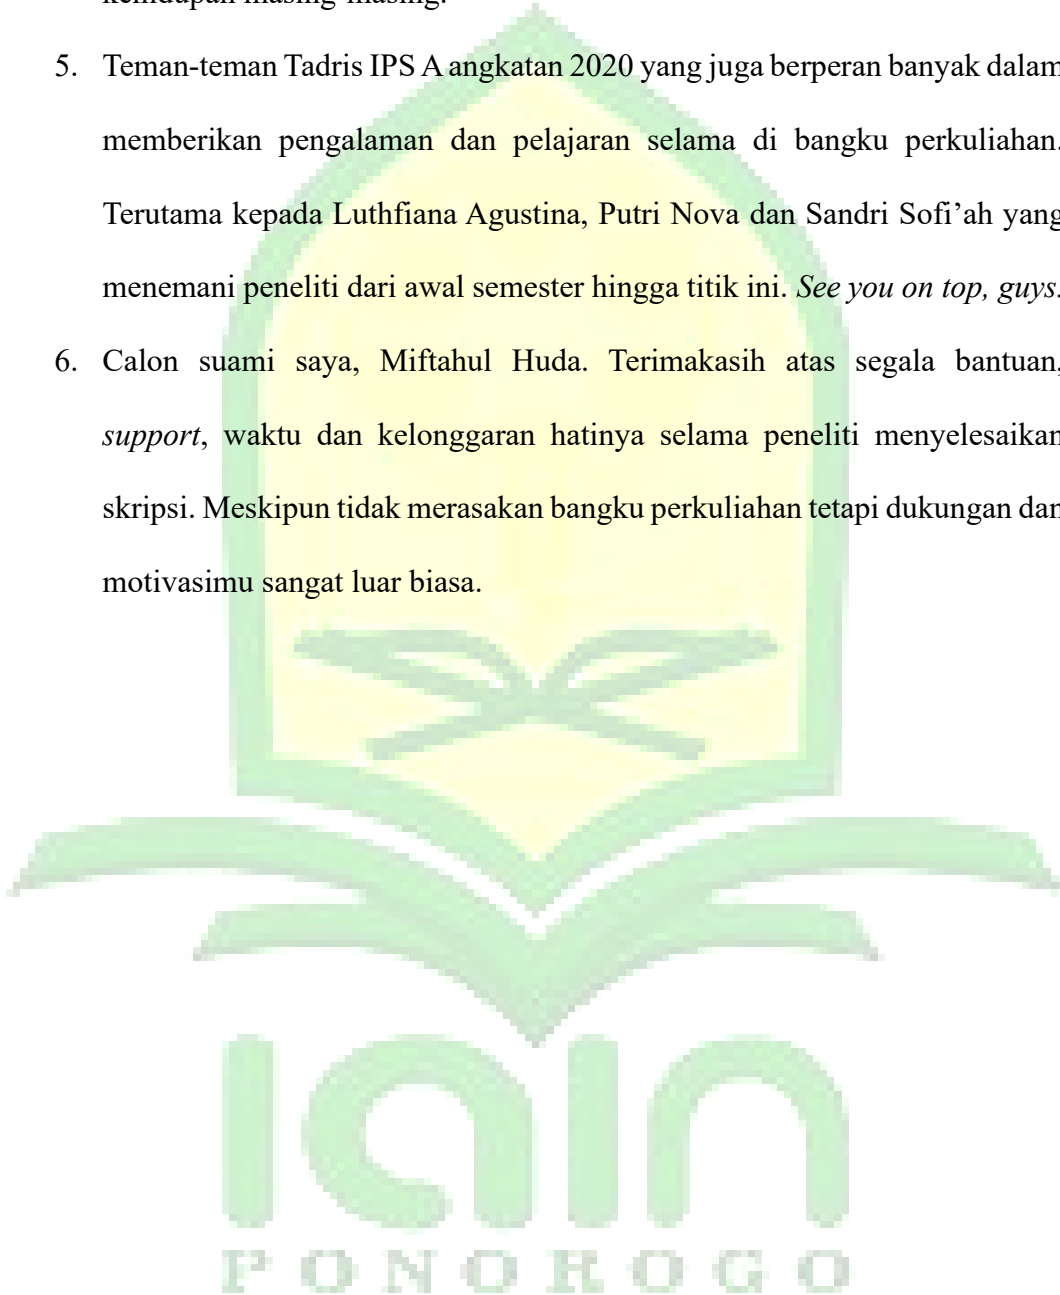 kehidupan masing-masing.
5. Teman-teman Tadris IPS A angkatan 2020 yang juga berperan banyak dalam
memberikan pengalaman dan pelajaran selama di bangku perkuliahan.
Terutama kepada Luthfiana Agustina, Putri Nova dan Sandri Sofi’ah yang
menemani peneliti dari awal semester hingga titik ini. See you on top, guys.
6. Calon suami saya, Miftahul Huda. Terimakasih atas segala bantuan,
support, waktu dan kelonggaran hatinya selama peneliti menyelesaikan
skripsi. Meskipun tidak merasakan bangku perkuliahan tetapi dukungan dan
motivasimu sangat luar biasa.
iain
PONOROGO